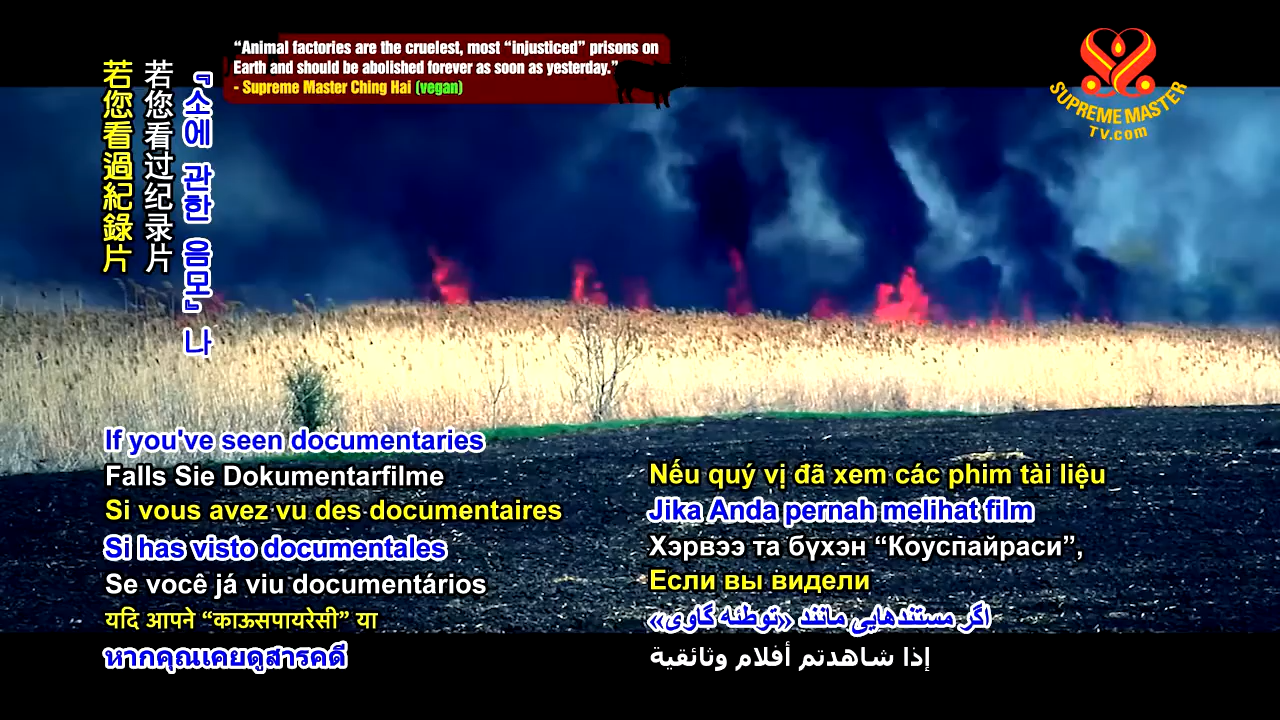 “Animal factories are the cruelest, most “injusticed” prisons on
Earth and should be abolished forever as soon as yesterday.”
- Supreme Master Ching Hai (vegan)
SUPREME MASTER
TV.com
『소에 관한 음모』나
若您看过纪录片
若您看過紀錄片
If you've seen documentaries
Falls Sie Dokumentarfilme
Si vous avez vu des documentaires
Si has visto documentales
Se você já viu documentários
यदि आपने “काऊसपायरेसी” या
หากคุณเคยดูสารคดี
Nếu quý vị đã xem các phim tài liệu
Jika Anda pernah melihat film
Хэрвээ та бүхэн “Коуспайраси”,
Если вы видели
اگر مستندهایی مانند «توطئه گاوی»
إذا شاهدتم أفلام وثائقية